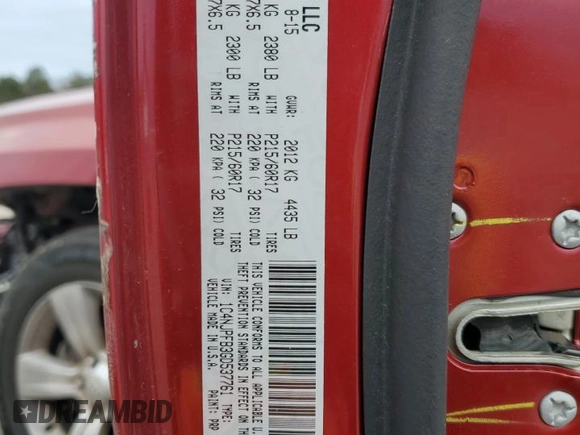 LLC
8-15 GVWR: 2012 KG 4435 LB
KG 2380 LB WITH P215/60R17 TIRES
7X6.5 RIMS AT 220 KPA ( 32 PSI) COLD
KG 2300 LB WITH P215/60R17 TIRES
7X6.5 RIMS AT 220 KPA ( 32 PSI) COLD
THIS VEHICLE CONFORMS TO ALL APPLICABLE U.
THEFT PREVENTION STANDARDS IN EFFECT ON
VIN: 1C4NJPFB3GD537761 TYPE:
VEHICLE MADE IN U.S.A. PAINT: PRP
DREAMBID